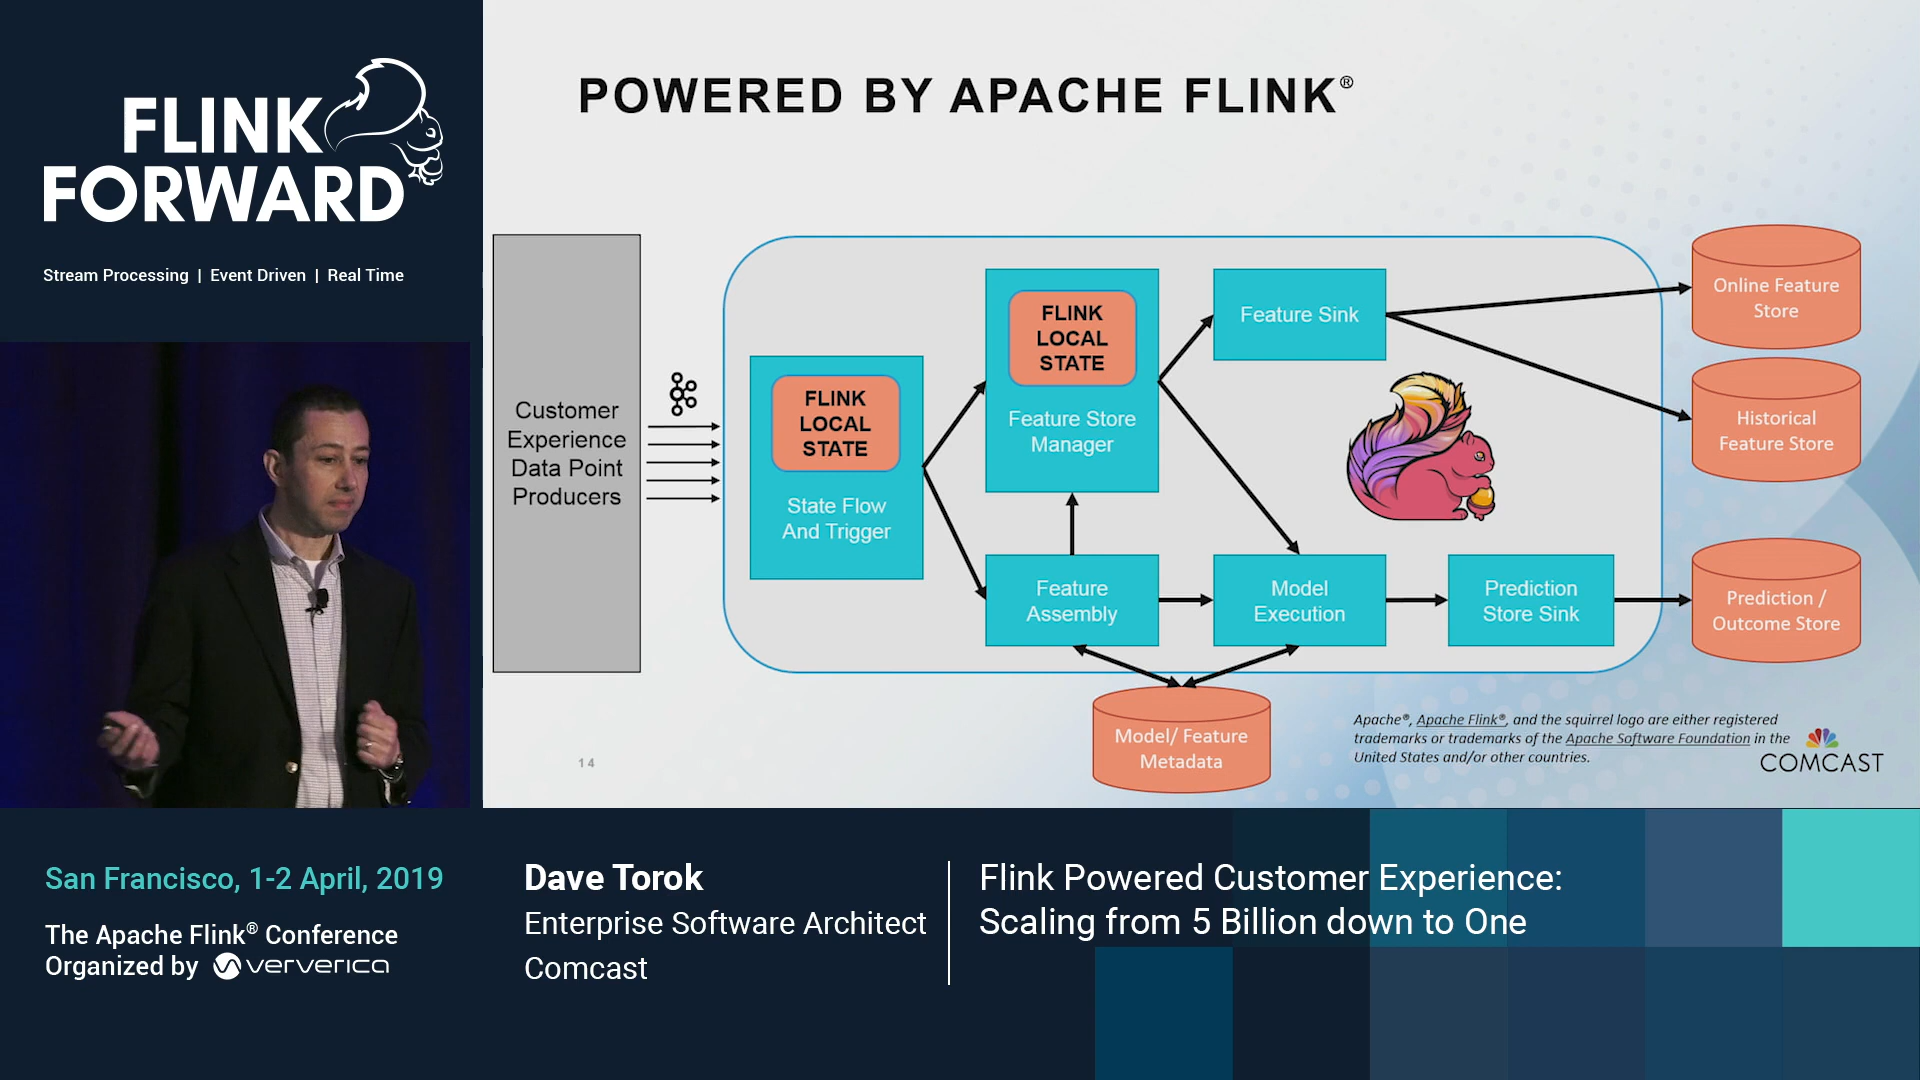 FLINK
FORWARD
Stream Processing | Event Driven | Real Time
POWERED BY APACHE FLINK®
Customer
Experience
Data Point
Producers
FLINK
LOCAL
STATE
State Flow
And Trigger
FLINK
LOCAL
STATE
Feature Store
Manager
Feature Sink
Feature
Assembly
Model
Execution
Prediction
Store Sink
Online Feature
Store
Historical
Feature Store
Prediction /
Outcome Store
Model/ Feature
Metadata
Apache®, Apache Flink®, and the squirrel logo are either registered
trademarks or trademarks of the Apache Software Foundation in the
United States and/or other countries.
COMCAST
14
San Francisco, 1-2 April, 2019
The Apache Flink® Conference
Organized by ververica
Dave Torok
Enterprise Software Architect
Comcast
Flink Powered Customer Experience:
Scaling from 5 Billion down to One